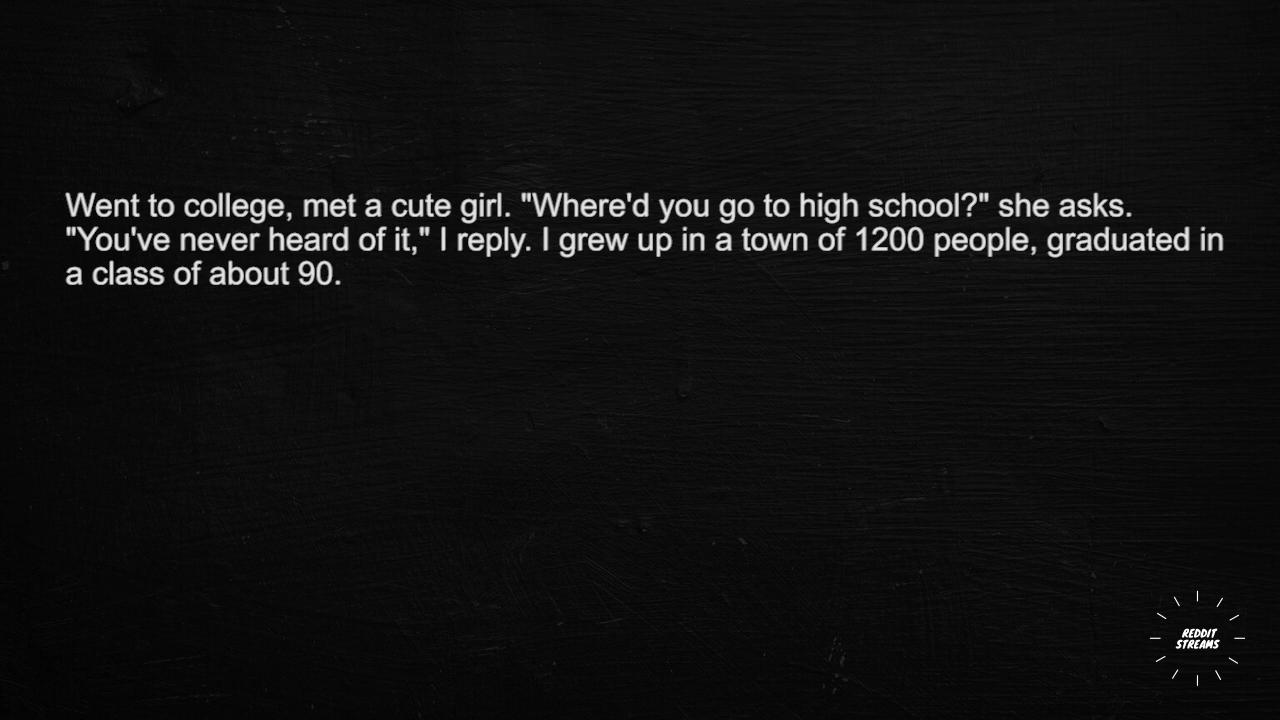 Went to college, met a cute girl. "Where'd you go to high school?" she asks.
"You've never heard of it," I reply. I grew up in a town of 1200 people, graduated in
a class of about 90.
REDDIT
STREAMS